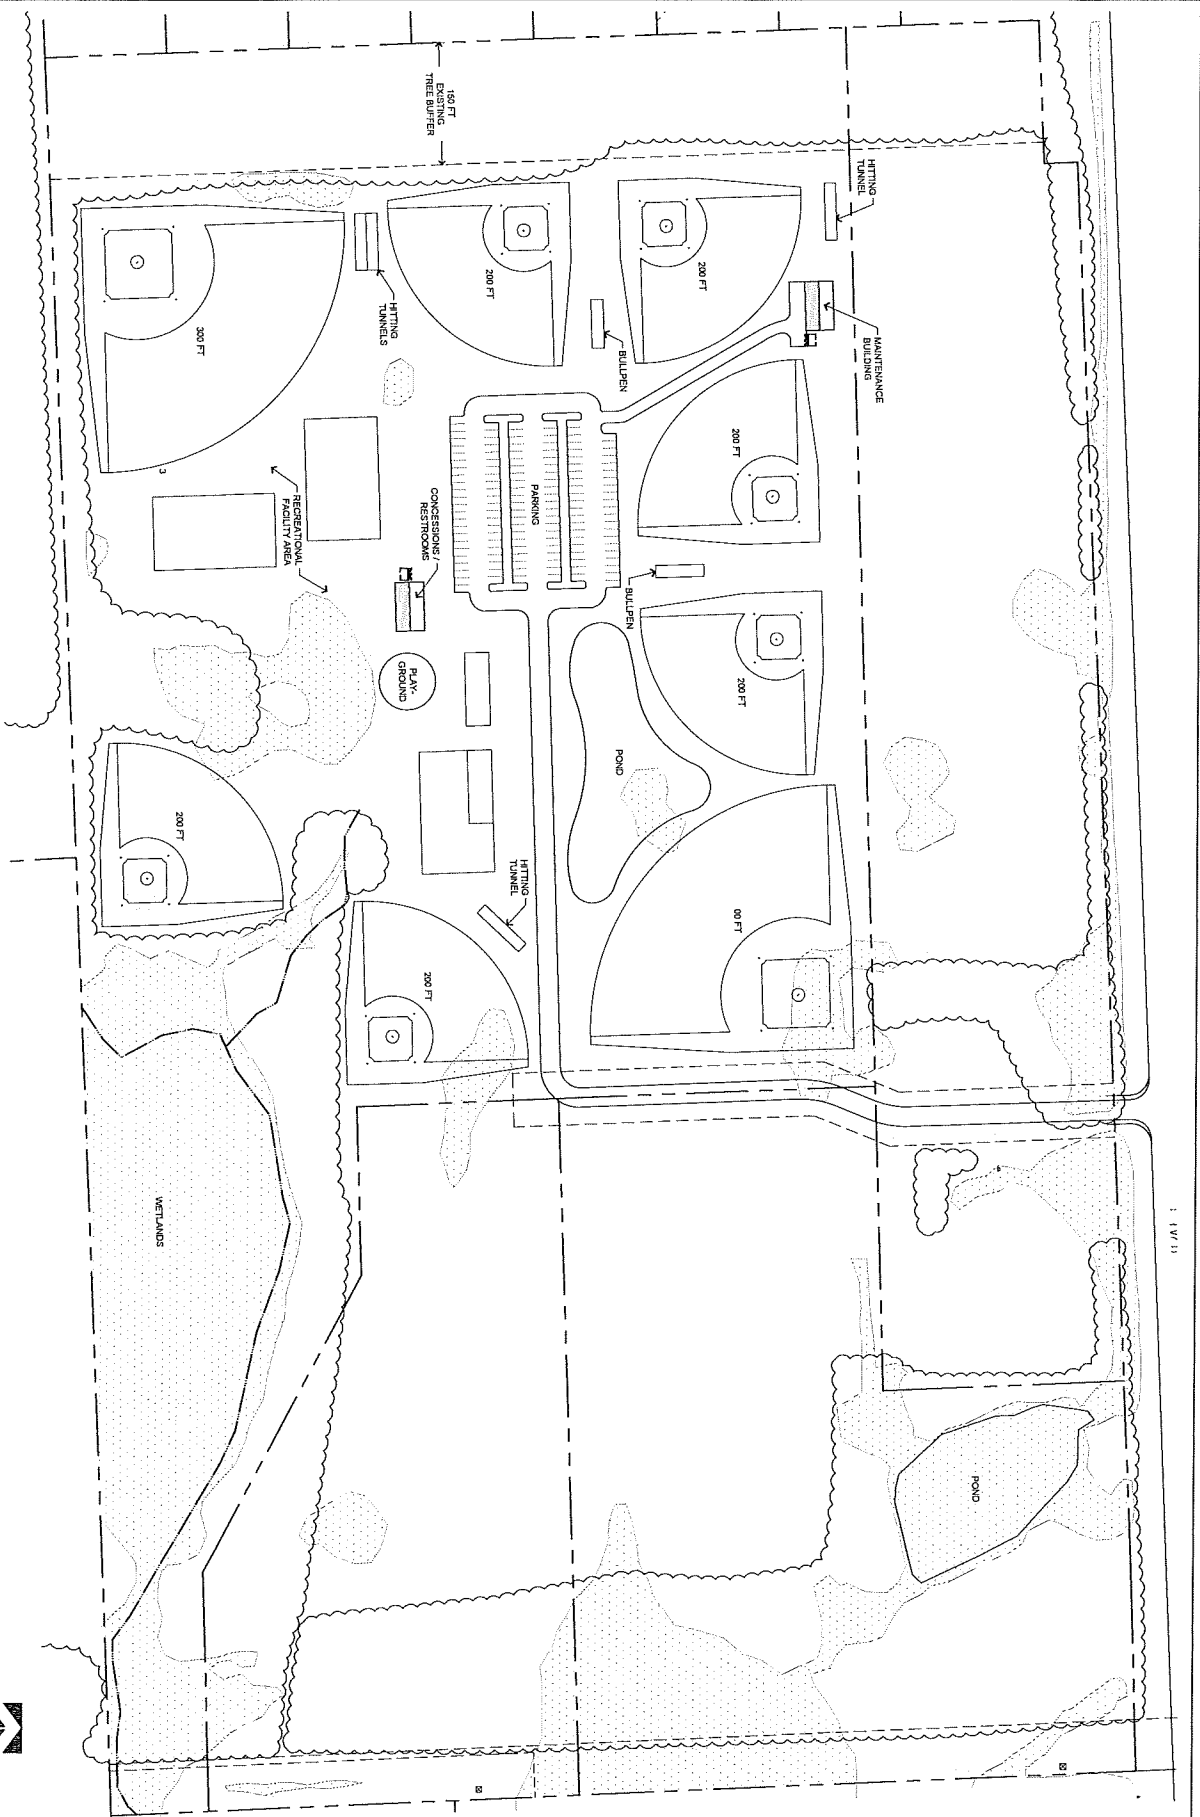 150 FT
EXISTING
TREE BUFFER
HITTING
TUNNEL
200 FT
200 FT
300 FT
HITTING
TUNNELS
BULLPEN
MAINTENANCE
BUILDING
200 FT
3
RECREATIONAL
FACILITY AREA
CONCESSIONS /
RESTROOMS
PARKING
BULLPEN
PLAY-
GROUND
200 FT
POND
200 FT
HITTING
TUNNEL
00 FT
200 FT
WETLANDS
POND